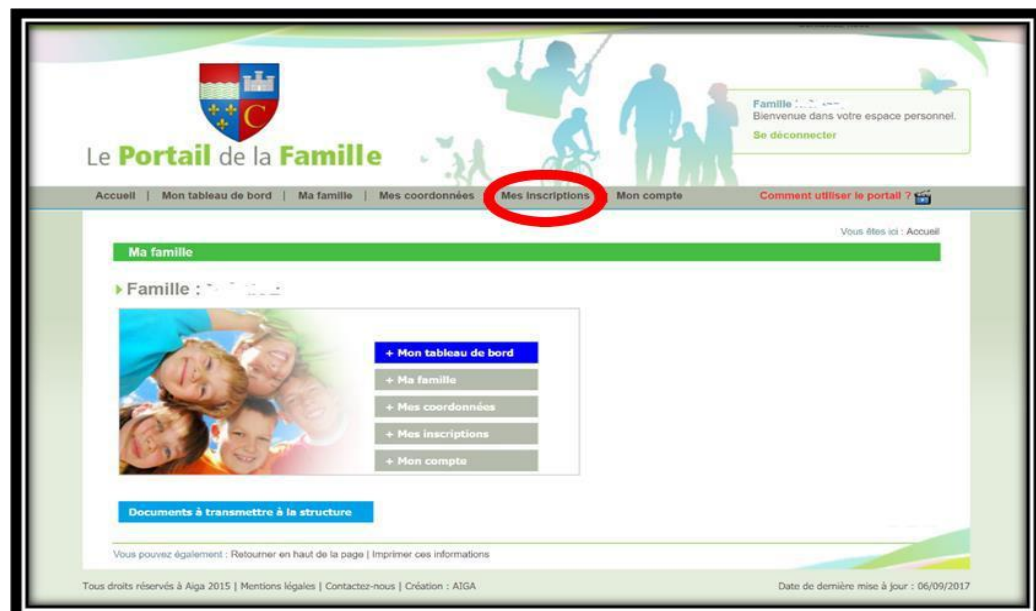 C
Le Portail de la Famille
Famille
Bienvenue dans votre espace personnel.
Se déconnecter
Accueil | Mon tableau de bord | Ma famille | Mes coordonnées | Mes inscriptions | Mon compte
Comment utiliser le portail ?
Vous êtes ici : Accueil
Ma famille
Famille :
+ Mon tableau de bord
+ Ma famille
+ Mes coordonnées
+ Mes inscriptions
+ Mon compte
Documents à transmettre à la structure
Vous pouvez également : Retourner en haut de la page | Imprimer ces informations
Tous droits réservés à Aiga 2015 | Mentions légales | Contactez-nous | Création : AIGA
Date de dernière mise à jour : 06/09/2017